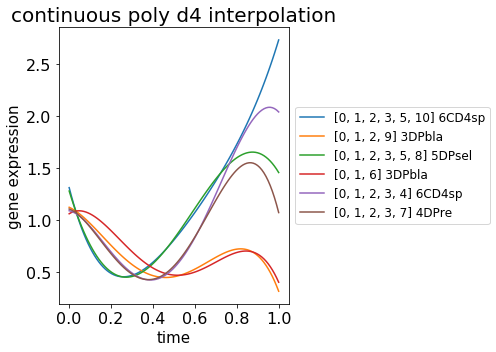 continuous poly d4 interpolation
gene expression
2.5
2.0
1.5
1.0
0.5
0.0 0.2 0.4 0.6 0.8 1.0
time
[0, 1, 2, 3, 5, 10] 6CD4sp
[0, 1, 2, 9] 3DPbla
[0, 1, 2, 3, 5, 8] 5DPsel
[0, 1, 6] 3DPbla
[0, 1, 2, 3, 4] 6CD4sp
[0, 1, 2, 3, 7] 4DPre